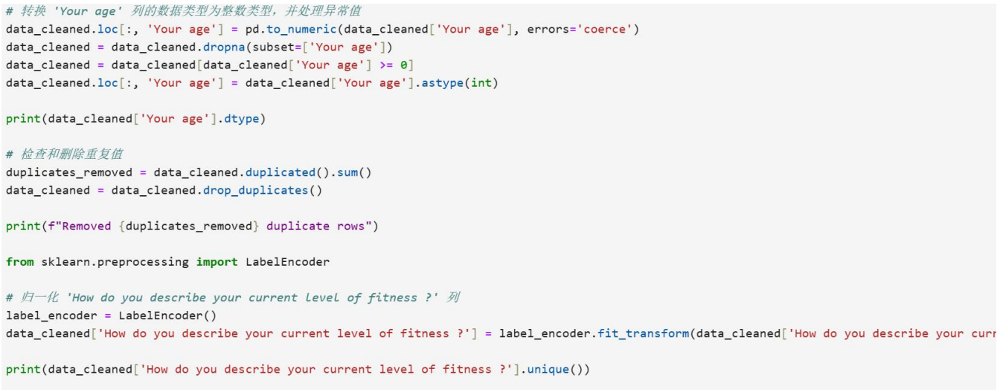 # 转换 'Your age' 列的数据类型为整数类型，并处理异常值
data_cleaned.loc[:, 'Your age'] = pd.to_numeric(data_cleaned['Your age'], errors='coerce')
data_cleaned = data_cleaned.dropna(subset=['Your age'])
data_cleaned = data_cleaned[data_cleaned['Your age'] >= 0]
data_cleaned.loc[:, 'Your age'] = data_cleaned['Your age'].astype(int)
print(data_cleaned['Your age'].dtype)
# 检查和删除重复值
duplicates_removed = data_cleaned.duplicated().sum()
data_cleaned = data_cleaned.drop_duplicates()
print(f"Removed {duplicates_removed} duplicate rows")
from sklearn.preprocessing import LabelEncoder
# 归一化 'How do you describe your current level of fitness ?' 列
label_encoder = LabelEncoder()
data_cleaned['How do you describe your current level of fitness ?'] = label_encoder.fit_transform(data_cleaned['How do you describe your curr
print(data_cleaned['How do you describe your current level of fitness ?'].unique())